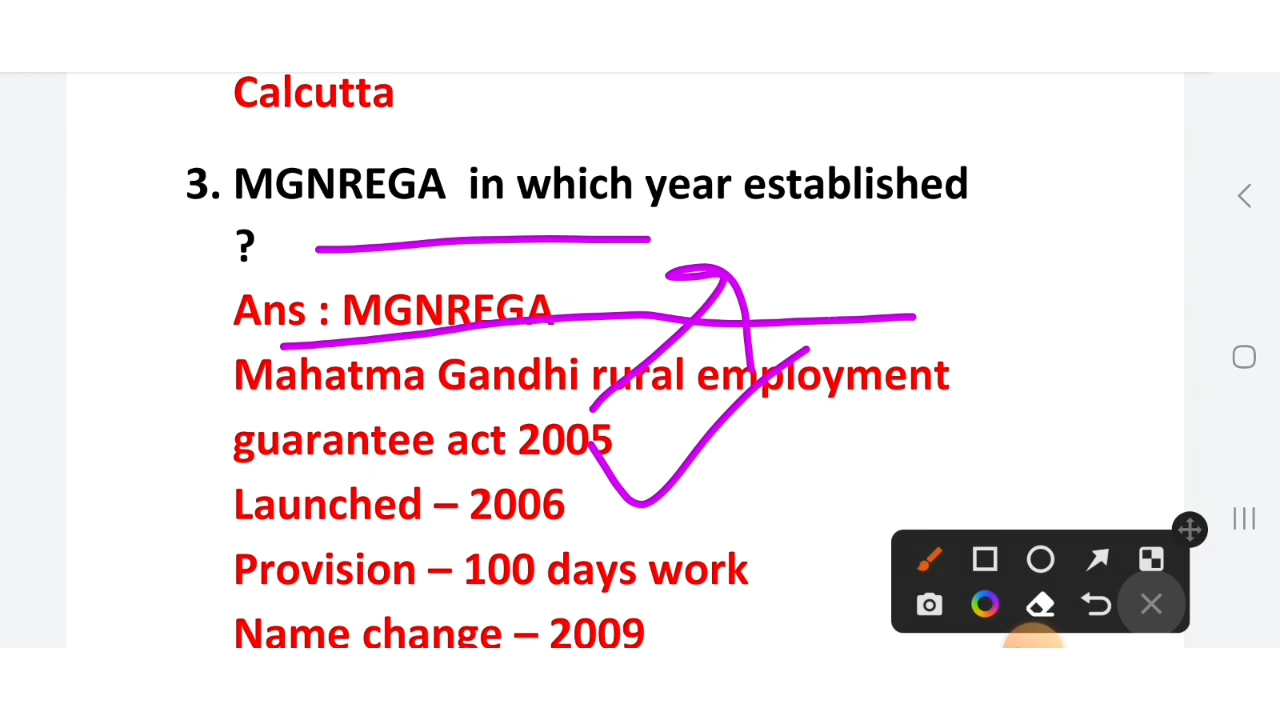 Calcutta
3. MGNREGA in which year established
?
Ans : MGNREGA
Mahatma Gandhi rural employment
guarantee act 2005
Launched – 2006
Provision – 100 days work
Name change – 2009